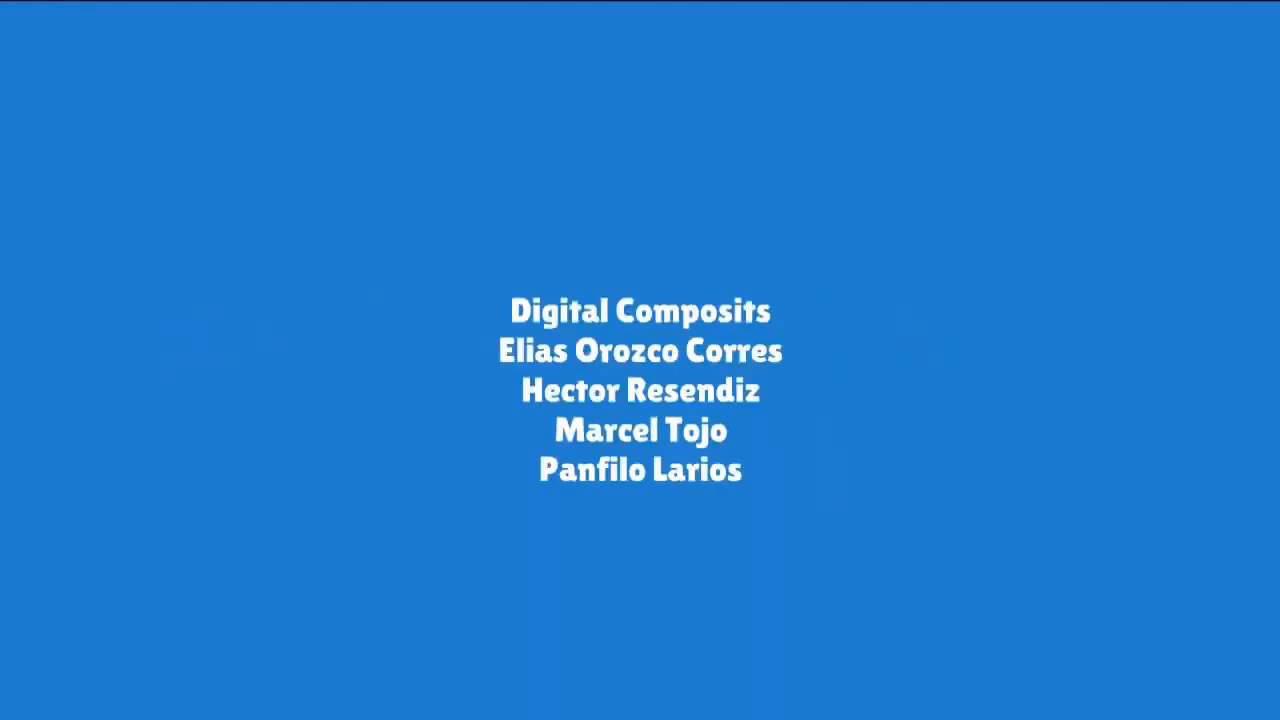 Digital Composits
Elias Orozco Corres
Hector Resendiz
Marcel Tojo
Panfilo Larios